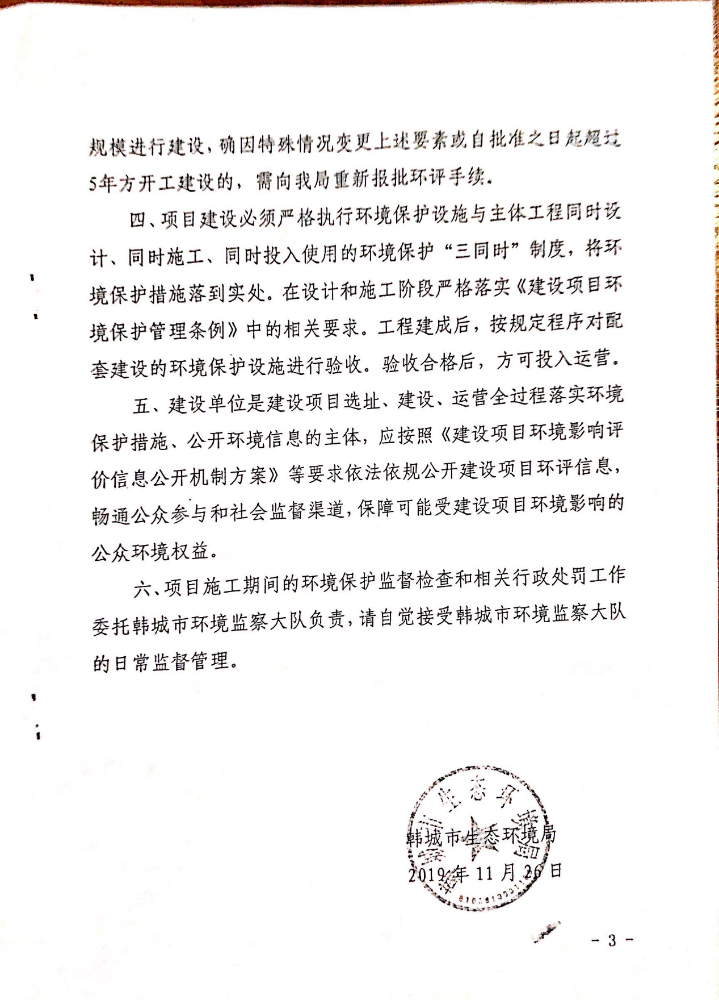 规模进行建设，确因特殊情况变更上述要素或自批准之日起超过
5年方开工建设的，需向我局重新报批环评手续。
四、项目建设必须严格执行环境保护设施与主体工程同时设
计、同时施工、同时投入使用的环境保护“三同时”制度，将环
境保护措施落到实处。在设计和施工阶段严格落实《建设项目环
境保护管理条例》中的相关要求。工程建成后，按规定程序对配
套建设的环境保护设施进行验收。验收合格后，方可投入运营。
五、建设单位是建设项目选址、建设、运营全过程落实环境
保护措施、公开环境信息的主体，应按照《建设项目环境影响评
价信息公开机制方案》等要求依法依规公开建设项目环评信息，
畅通公众参与和社会监督渠道，保障可能受建设项目环境影响的
公众环境权益。
六、项目施工期间的环境保护监督检查和相关行政处罚工作
委托韩城市环境监察大队负责，请自觉接受韩城市环境监察大队
的日常监督管理。
韩城市生态环境局
韩城市生态环境局
2019年11月26日
- 3 -